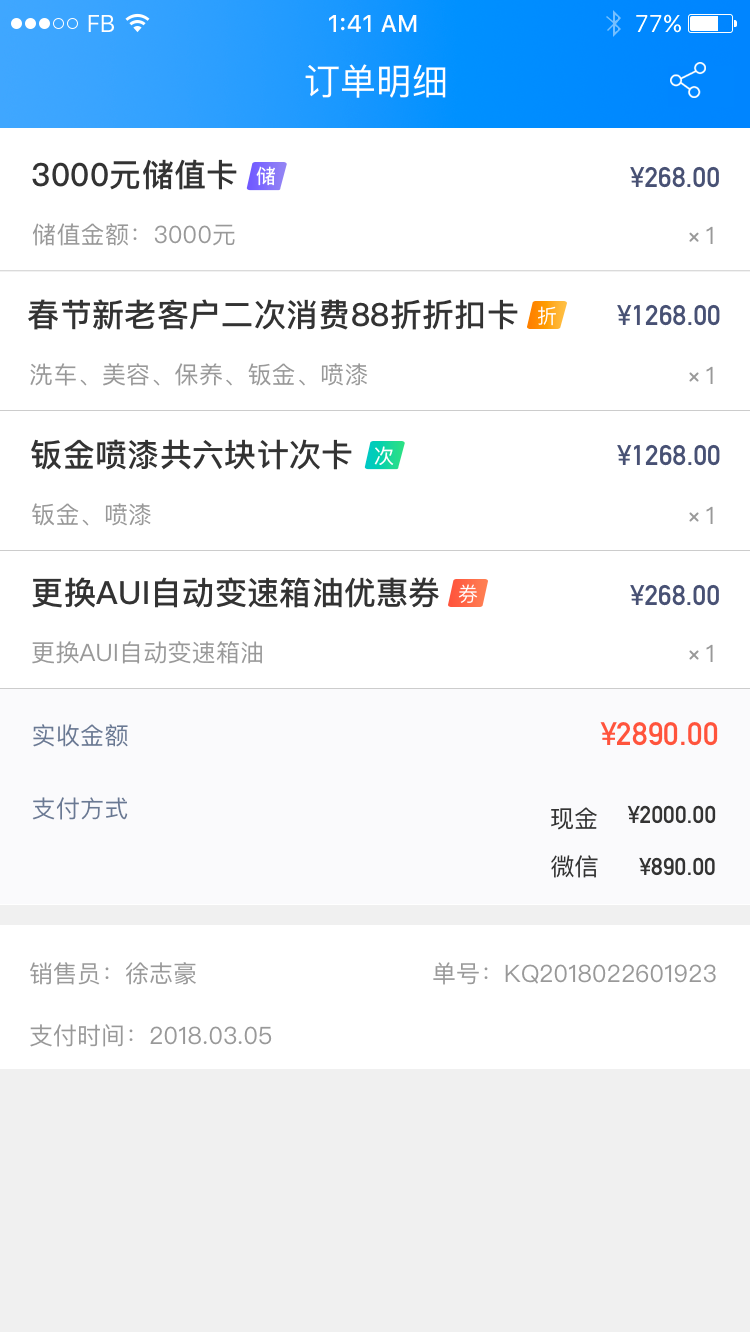 FB 1:41 AM 77%
订单明细
3000元储值卡 储 ¥268.00
储值金额：3000元 ×1
春节新老客户二次消费88折折扣卡 折 ¥1268.00
洗车、美容、保养、钣金、喷漆 ×1
钣金喷漆共六块计次卡 次 ¥1268.00
钣金、喷漆 ×1
更换AUI自动变速箱油优惠券 券 ¥268.00
更换AUI自动变速箱油 ×1
实收金额 ¥2890.00
支付方式 现金 ¥2000.00
微信 ¥890.00
销售员：徐志豪 单号：KQ2018022601923
支付时间：2018.03.05